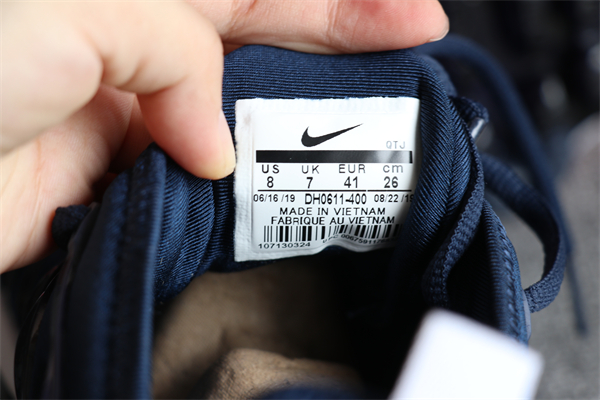 QTJ
US UK EUR cm
8 7 41 26
06/16/19 DH0611-400 08/22/19
MADE IN VIETNAM
FABRIQUE AU VIETNAM
107130324